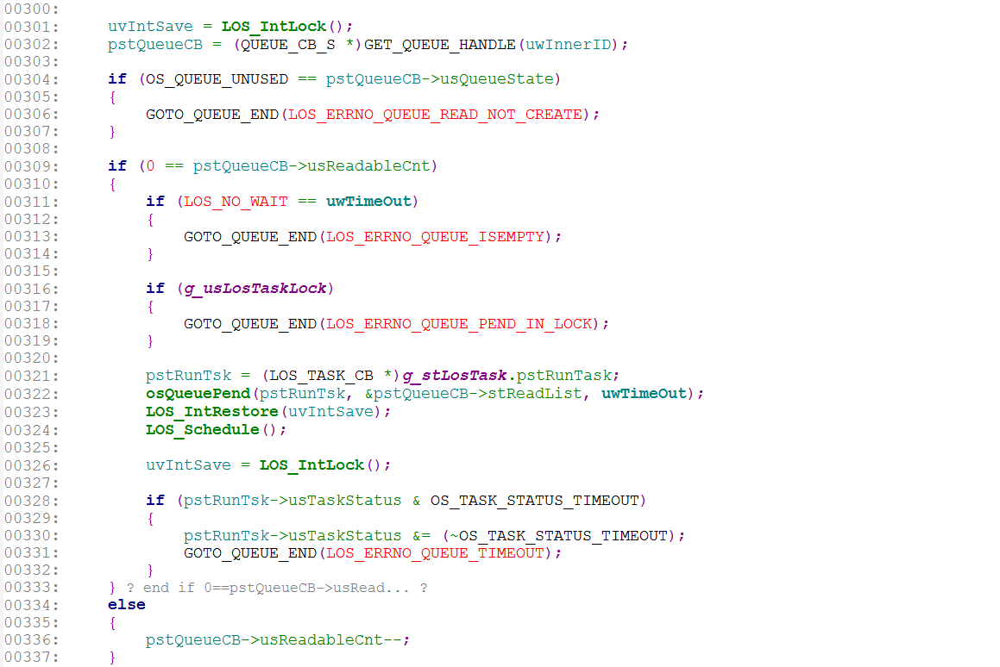 00300:
00301:     uvIntSave = LOS_IntLock();
00302:     pstQueueCB = (QUEUE_CB_S *)GET_QUEUE_HANDLE(uwInnerID);
00303:
00304:     if (OS_QUEUE_UNUSED == pstQueueCB->usQueueState)
00305:     {
00306:         GOTO_QUEUE_END(LOS_ERRNO_QUEUE_READ_NOT_CREATE);
00307:     }
00308:
00309:     if (0 == pstQueueCB->usReadableCnt)
00310:     {
00311:         if (LOS_NO_WAIT == uwTimeOut)
00312:         {
00313:             GOTO_QUEUE_END(LOS_ERRNO_QUEUE_ISEMPTY);
00314:         }
00315:
00316:         if (g_usLosTaskLock)
00317:         {
00318:             GOTO_QUEUE_END(LOS_ERRNO_QUEUE_PEND_IN_LOCK);
00319:         }
00320:
00321:         pstRunTsk = (LOS_TASK_CB *)g_stLosTask.pstRunTask;
00322:         osQueuePend(pstRunTsk, &pstQueueCB->stReadList, uwTimeOut);
00323:         LOS_IntRestore(uvIntSave);
00324:         LOS_Schedule();
00325:
00326:         uvIntSave = LOS_IntLock();
00327:
00328:         if (pstRunTsk->usTaskStatus & OS_TASK_STATUS_TIMEOUT)
00329:         {
00330:             pstRunTsk->usTaskStatus &= (~OS_TASK_STATUS_TIMEOUT);
00331:             GOTO_QUEUE_END(LOS_ERRNO_QUEUE_TIMEOUT);
00332:         }
00333:     } ? end if 0==pstQueueCB->usRead... ?
00334:     else
00335:     {
00336:         pstQueueCB->usReadableCnt--;
00337:     }